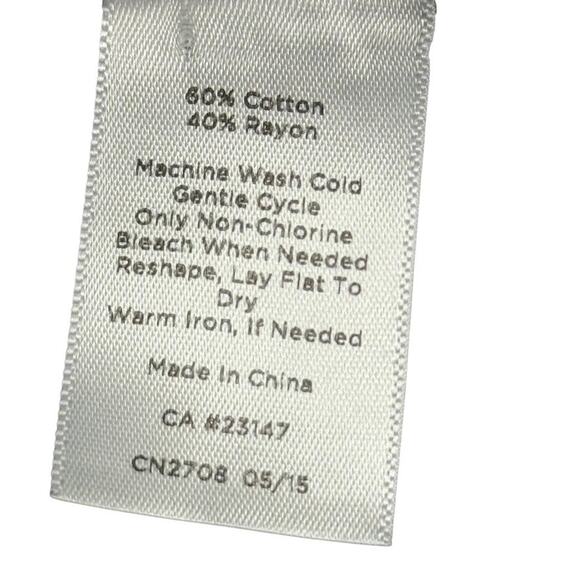 60% Cotton
40% Rayon
Machine Wash Cold
Gentle Cycle
Only Non-Chlorine
Bleach When Needed
Reshape, Lay Flat To
Dry
Warm Iron, If Needed
Made In China
CA #23147
CN2708 05/15